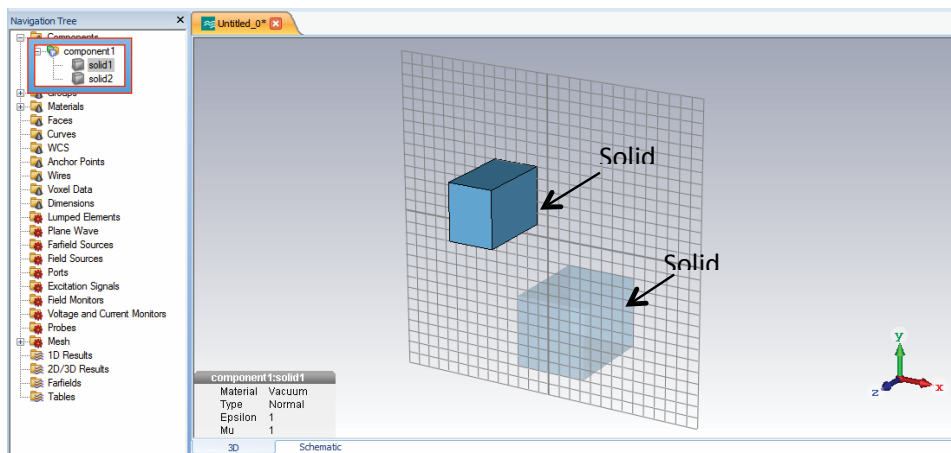 Navigation Tree
Untitled_0*
Components
component1
solid1
solid2
Groups
Materials
Faces
Curves
WCS
Anchor Points
Wires
Voxel Data
Dimensions
Lumped Elements
Plane Wave
Farfield Sources
Field Sources
Ports
Excitation Signals
Field Monitors
Voltage and Current Monitors
Probes
Mesh
1D Results
2D/3D Results
Farfields
Tables
Solid
Solid
y
x
z
component1:solid1
Material Vacuum
Type Normal
Epsilon 1
Mu 1
3D Schematic